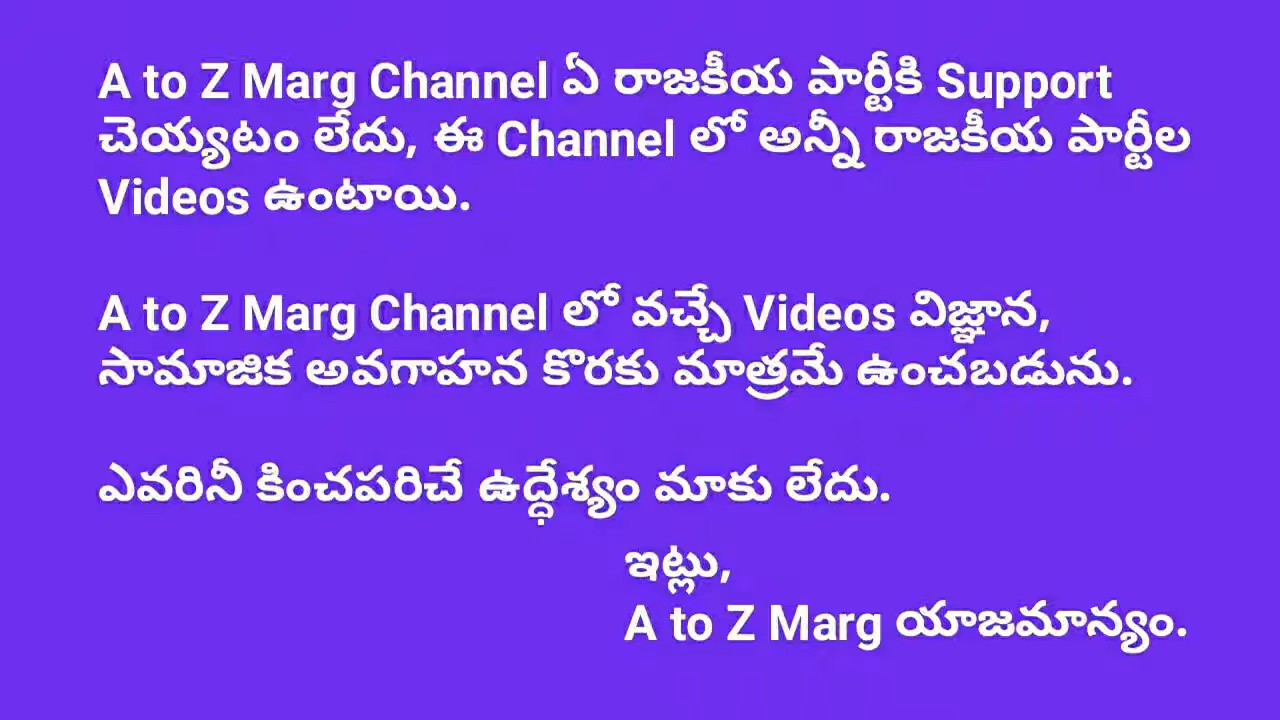 A to Z Marg Channel ఏ రాజకీయ పార్టీకి Support
చెయ్యటం లేదు, ఈ Channel లో అన్నీ రాజకీయ పార్టీల
Videos ఉంటాయి.
A to Z Marg Channel లో వచ్చే Videos విజ్ఞాన,
సామాజిక అవగాహన కొరకు మాత్రమే ఉంచబడును.
ఎవరినీ కించపరిచే ఉద్ధేశ్యం మాకు లేదు.
ఇట్లు,
A to Z Marg యాజమాన్యం.